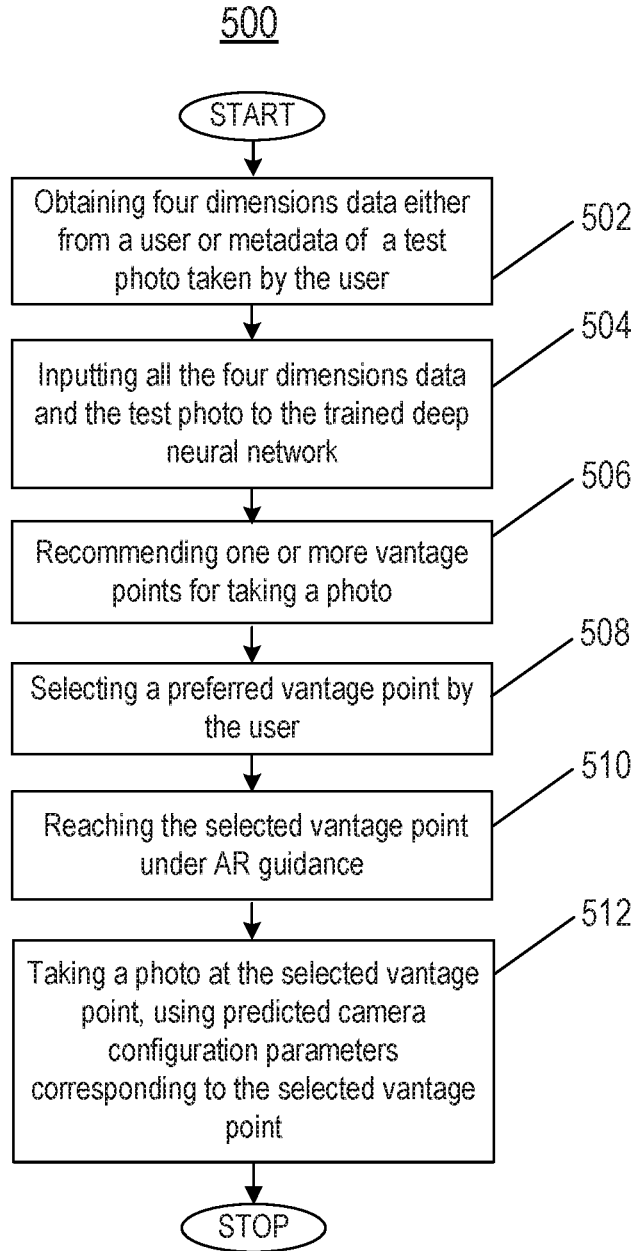 500
START
Obtaining four dimensions data either
from a user or metadata of a test
photo taken by the user
502
504
Inputting all the four dimensions data
and the test photo to the trained deep
neural network
506
Recommending one or more vantage
points for taking a photo
508
Selecting a preferred vantage point by
the user
510
Reaching the selected vantage point
under AR guidance
512
Taking a photo at the selected vantage
point, using predicted camera
configuration parameters
corresponding to the selected vantage
point
STOP